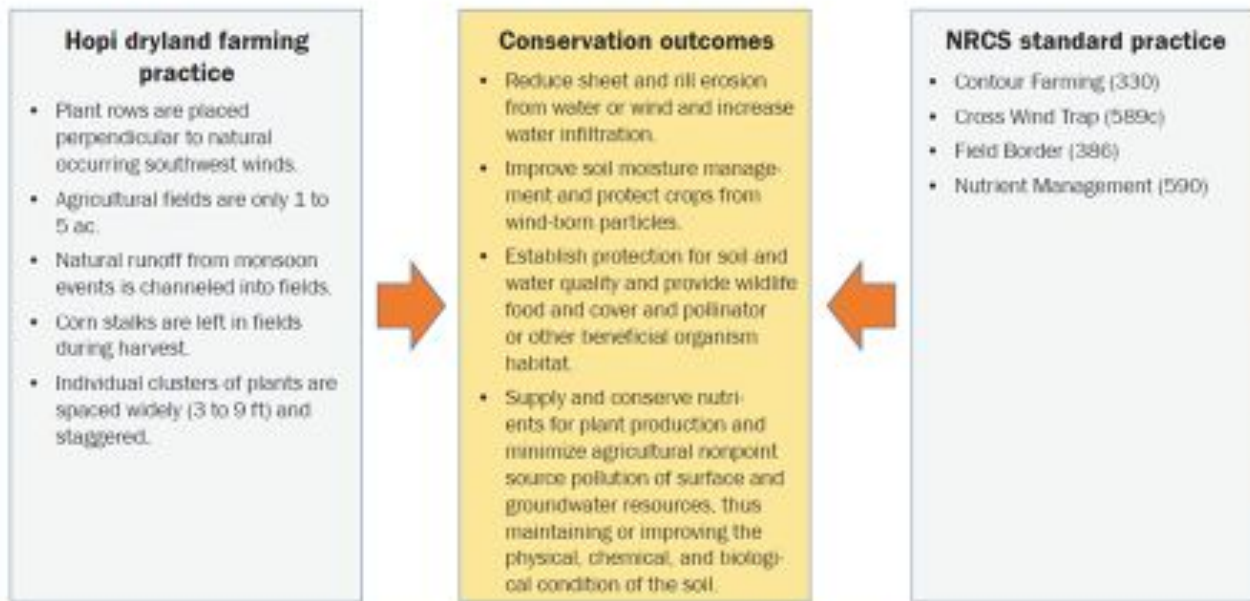 Hopi dryland farming
practice
• Plant rows are placed
perpendicular to natural
occurring southwest winds.
• Agricultural fields are only 1 to
5 ac.
• Natural runoff from monsoon
events is channeled into fields.
• Corn stalks are left in fields
during harvest.
• Individual clusters of plants are
spaced widely (3 to 9 ft) and
staggered.
Conservation outcomes
• Reduce sheet and rill erosion
from water or wind and increase
water infiltration.
• Improve soil moisture manage-
ment and protect crops from
wind-born particles.
• Establish protection for soil and
water quality and provide wildlife
food and cover and pollinator
or other beneficial organism
habitat.
• Supply and conserve nutri-
ents for plant production and
minimize agricultural nonpoint
source pollution of surface and
groundwater resources, thus
maintaining or improving the
physical, chemical, and biologi-
cal condition of the soil.
NRCS standard practice
• Contour Farming (330)
• Cross Wind Trap (589c)
• Field Border (386)
• Nutrient Management (590)